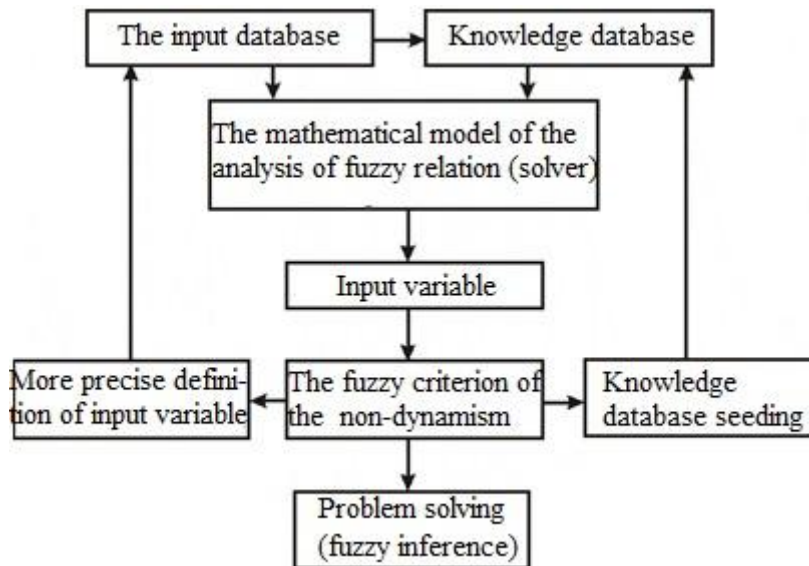 The input database
Knowledge database
The mathematical model of the
analysis of fuzzy relation (solver)
Input variable
More precise defini-
tion of input variable
The fuzzy criterion of
the non-dynamism
Knowledge
database seeding
Problem solving
(fuzzy inference)